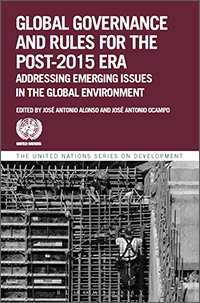 GLOBAL GOVERNANCE
AND RULES FOR THE
POST-2015 ERA
ADDRESSING EMERGING ISSUES
IN THE GLOBAL ENVIRONMENT
EDITED BY JOSÉ ANTONIO ALONSO AND JOSÉ ANTONIO OCAMPO
UNITED NATIONS
THE UNITED NATIONS SERIES ON DEVELOPMENT
BLOOMSBURY